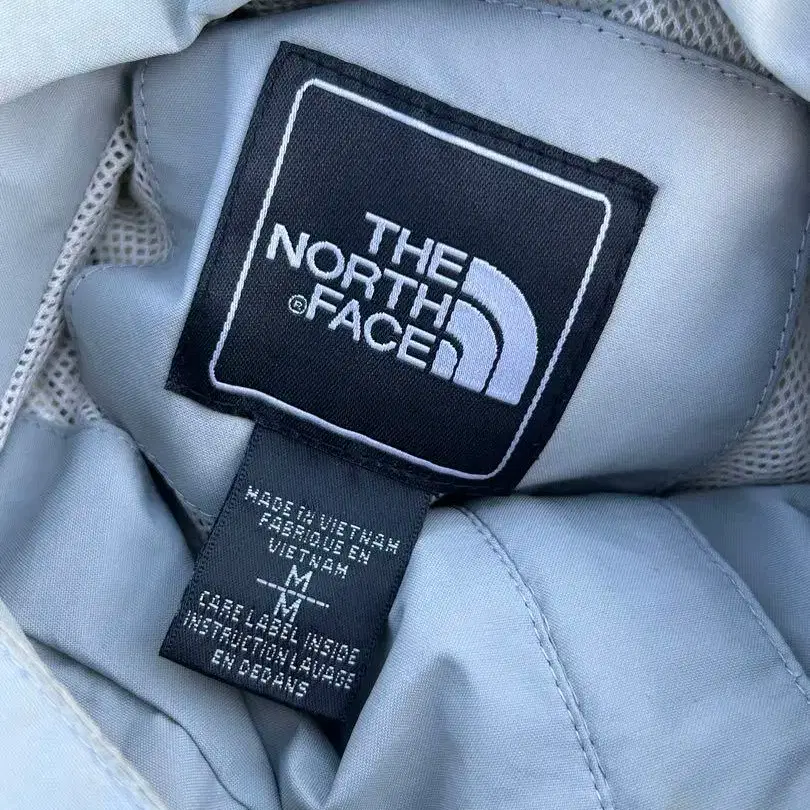 THE
NORTH
®FACE
MADE IN VIETNAM
FABRIQUE EN
VIETNAM
M
M
CARE LABEL INSIDE
INSTRUCTION LAVAGE
EN DEDANS